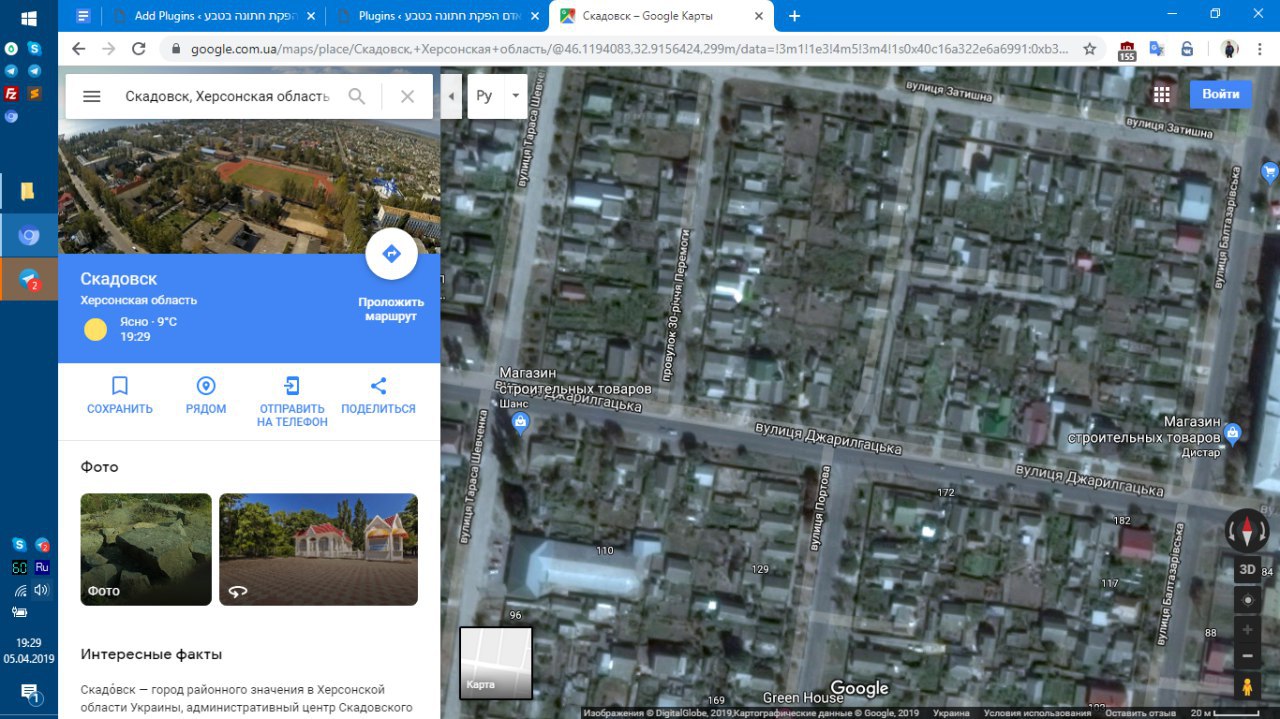 Add Plugins ‹ הפקת חתונה בטבע
Plugins ‹ אדם הפקת חתונה בטבע
Скадовск – Google Карты
google.com.ua/maps/place/Скадовск,+Херсонская+область/@46.1194083,32.9156424,299m/data=!3m1!1e3!4m5!3m4!1s0x40c16a322e6a6991:0xb3...
155
Скадовск, Херсонская область
Ру
Войти
Скадовск
Херсонская область
Ясно · 9°C
19:29
Проложить
маршрут
СОХРАНИТЬ
РЯДОМ
ОТПРАВИТЬ
НА ТЕЛЕФОН
ПОДЕЛИТЬСЯ
Фото
Фото
Интересные факты
Скадо́вск — город районного значения в Херсонской
области Украины, административный центр Скадовского
вулиця Тараса Шевчен
вулиця Затишна
вулиця Затишна
вулиця Балтазарівська
провулок 30-річчя Перемоги
Магазин
строительных товаров
Шанс
Джарилгацька
вулиця Джарилгацька
вулиця Джарилгацька
Магазин
строительных товаров
Дистар
вулиця Тараса Шевченка
вулиця Портова
вулиця Балтазарівська
172
182
110
129
117
96
88
84
169
Green House
3D
Карта
Google
Изображения © DigitalGlobe, 2019,Картографические данные © Google, 2019
Украина
Условия использования
Оставить отзыв
20 м
2
2
60
Ru
19:29
05.04.2019
1